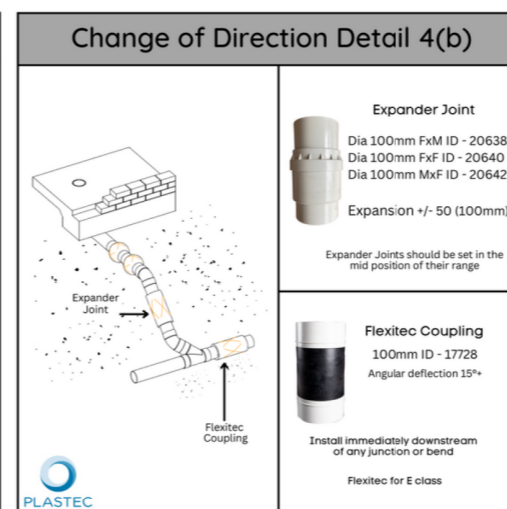 Change of Direction Detail 4(b)
Expander
Joint
Flexitec
Coupling
PLASTEC
Expander Joint
Dia 100mm FxM ID - 20638
Dia 100mm FxF ID - 20640
Dia 100mm MxF ID - 20642
Expansion +/- 50 (100mm)
Expander Joints should be set in the
mid position of their range
Flexitec Coupling
100mm ID - 17728
Angular deflection 15°+
Install immediately downstream
of any junction or bend
Flexitec for E class